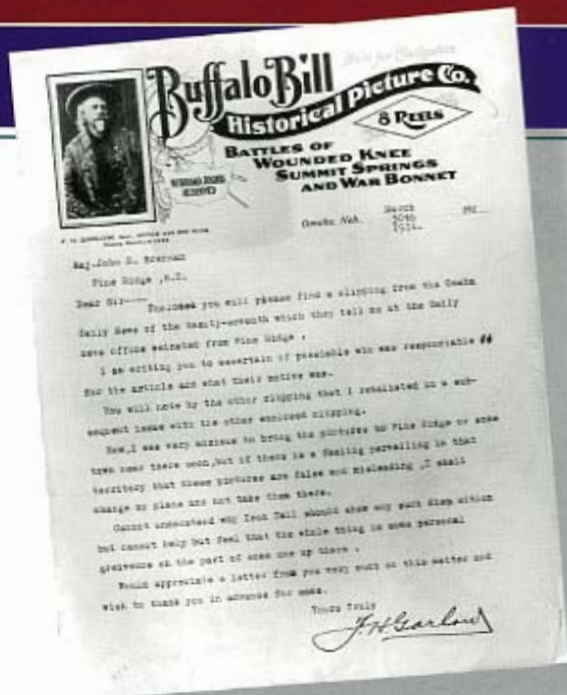 Buffalo Bill
Historical Picture Co.
8 REELS
BATTLES OF
WOUNDED KNEE
SUMMIT SPRINGS
AND WAR BONNET
WORLDS RIGHTS
RESERVED
Omaha, Neb. March
30th
1914.
Maj. John R. Brennan
Pine Ridge ,S.D.
Dear Sir----
Enclosed you will please find a clipping from the Omaha
Daily News of the which they tell me at the Daily
news office from Pine Ridge .
I am writing you to ascertain if possible who was responsible
for the article and what their motive was.
You will note by the other clipping that I in a sub-
sequent issue with the other enclosed clipping.
Now,I was very anxious to bring the pictures to Pine Ridge or some
town near there soon,but if there is a feeling prevailing in that
territory that these pictures are false and misleading ,I shall
change my plans and not take them there.
Cannot understand why Iron Tail should show any such
but cannot help but feel that the whole thing is some personal
on the part of some one up there .
Would appreciate a letter from you very much on this matter and
wish to thank you in advance for same.
Yours Truly
J.H.Garlow